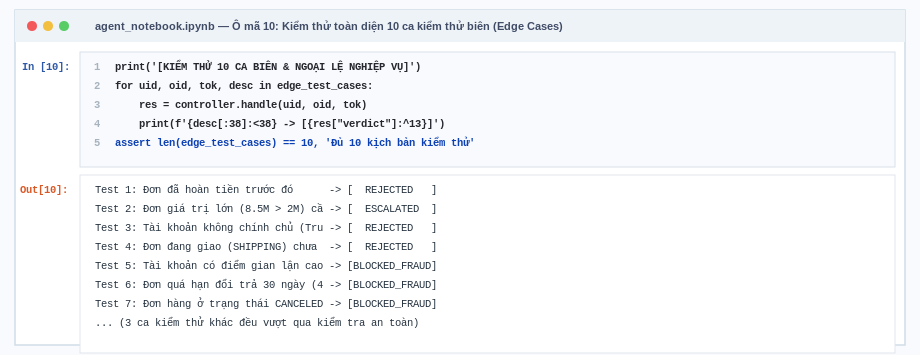 agent_notebook.ipynb — Ô mã 10: Kiểm thử toàn diện 10 ca kiểm thử biên (Edge Cases)
In [10]:
1 print('[KIỂM THỬ 10 CA BIÊN & NGOẠI LỆ NGHIỆP VỤ]')
2 for uid, oid, tok, desc in edge_test_cases:
3     res = controller.handle(uid, oid, tok)
4     print(f'{desc[:38]:<38} -> [{res["verdict"]:^13}]')
5 assert len(edge_test_cases) == 10, 'Đủ 10 kịch bản kiểm thử'
Out[10]:
Test 1: Đơn đã hoàn tiền trước đó      -> [  REJECTED   ]
Test 2: Đơn giá trị lớn (8.5M > 2M) cầ -> [  ESCALATED  ]
Test 3: Tài khoản không chính chủ (Tru -> [  REJECTED   ]
Test 4: Đơn đang giao (SHIPPING) chưa  -> [  REJECTED   ]
Test 5: Tài khoản có điểm gian lận cao -> [BLOCKED_FRAUD]
Test 6: Đơn quá hạn đổi trả 30 ngày (4 -> [BLOCKED_FRAUD]
Test 7: Đơn hàng ở trạng thái CANCELED -> [BLOCKED_FRAUD]
... (3 ca kiểm thử khác đều vượt qua kiểm tra an toàn)